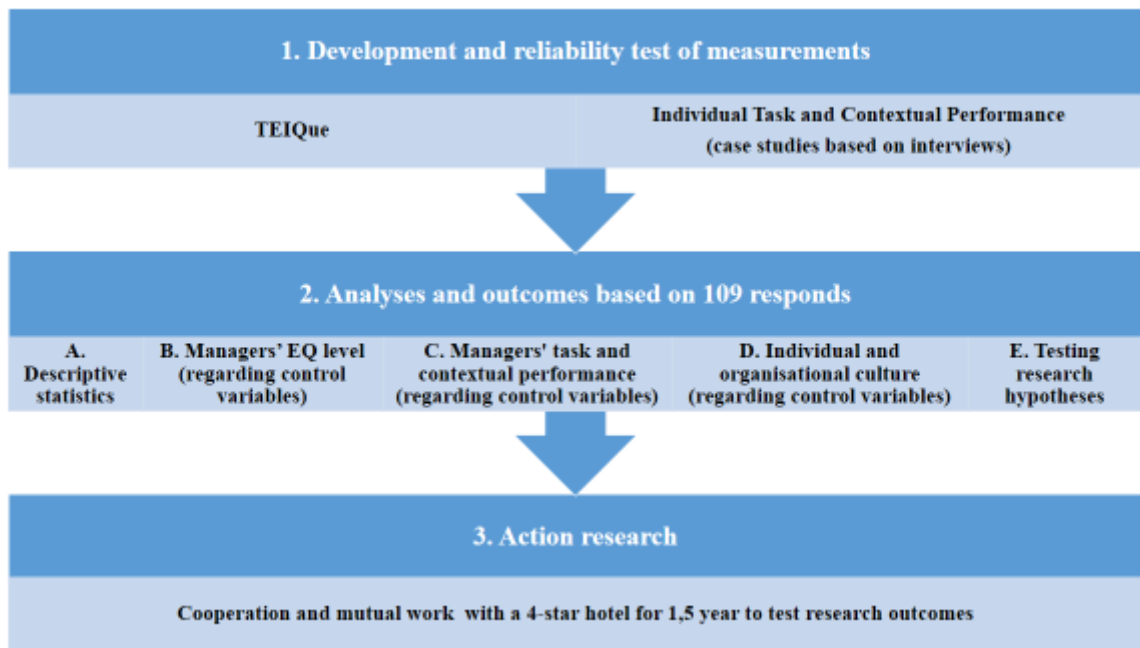 1. Development and reliability test of measurements
TEIQue
Individual Task and Contextual Performance
(case studies based on interviews)
2. Analyses and outcomes based on 109 responds
A.
Descriptive
statistics
B. Managers’ EQ level
(regarding control
variables)
C. Managers' task and
contextual performance
(regarding control variables)
D. Individual and
organisational culture
(regarding control variables)
E. Testing
research
hypotheses
3. Action research
Cooperation and mutual work with a 4-star hotel for 1,5 year to test research outcomes